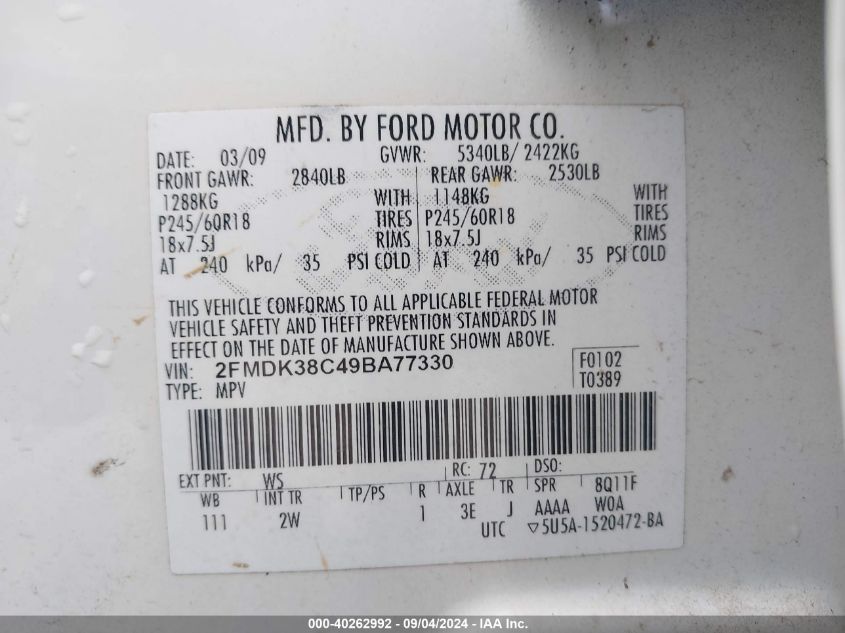 MFD. BY FORD MOTOR CO.
DATE: 03/09 GVWR: 5340LB/ 2422KG
FRONT GAWR: 2840LB REAR GAWR: 2530LB
1288KG WITH 1148KG WITH
P245/60R18 TIRES P245/60R18 TIRES
18x7.5J RIMS 18x7.5J RIMS
AT 240 kPa/ 35 PSI COLD AT 240 kPa/ 35 PSI COLD
THIS VEHICLE CONFORMS TO ALL APPLICABLE FEDERAL MOTOR
VEHICLE SAFETY AND THEFT PREVENTION STANDARDS IN
EFFECT ON THE DATE OF MANUFACTURE SHOWN ABOVE.
VIN: 2FMDK38C49BA77330 F0102
TYPE: MPV T0389
EXT PNT: WS RC: 72 DSO:
WB INT TR TP/PS R AXLE TR SPR 8Q11F
111 2W 1 3E J AAAA W0A
UTC ▽5U5A-1520472-BA
000-40262992 - 09/04/2024 - IAA Inc.